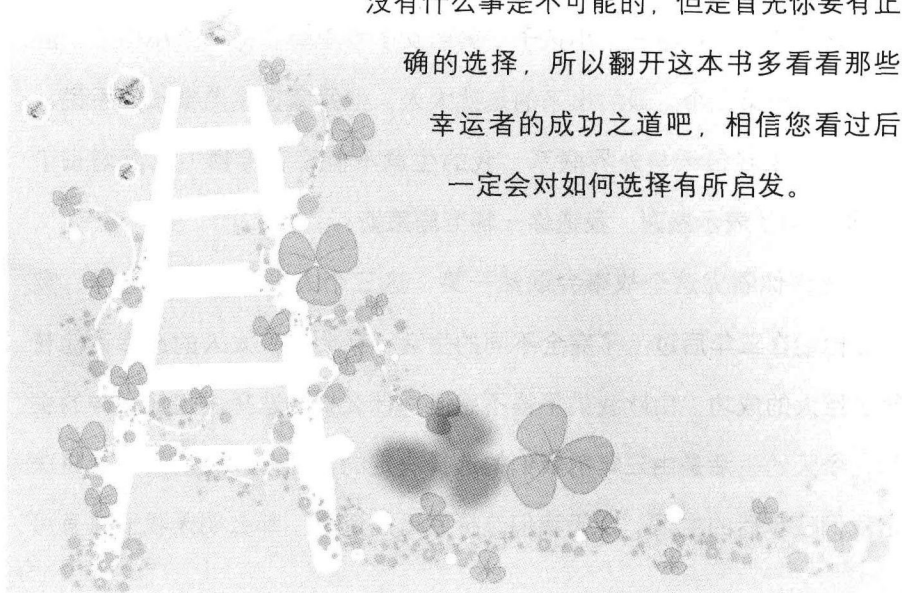 没有什么事是不可能的，但是首先你要有正
确的选择，所以翻开这本书多看看那些
幸运者的成功之道吧，相信您看过后
一定会对如何选择有所启发。